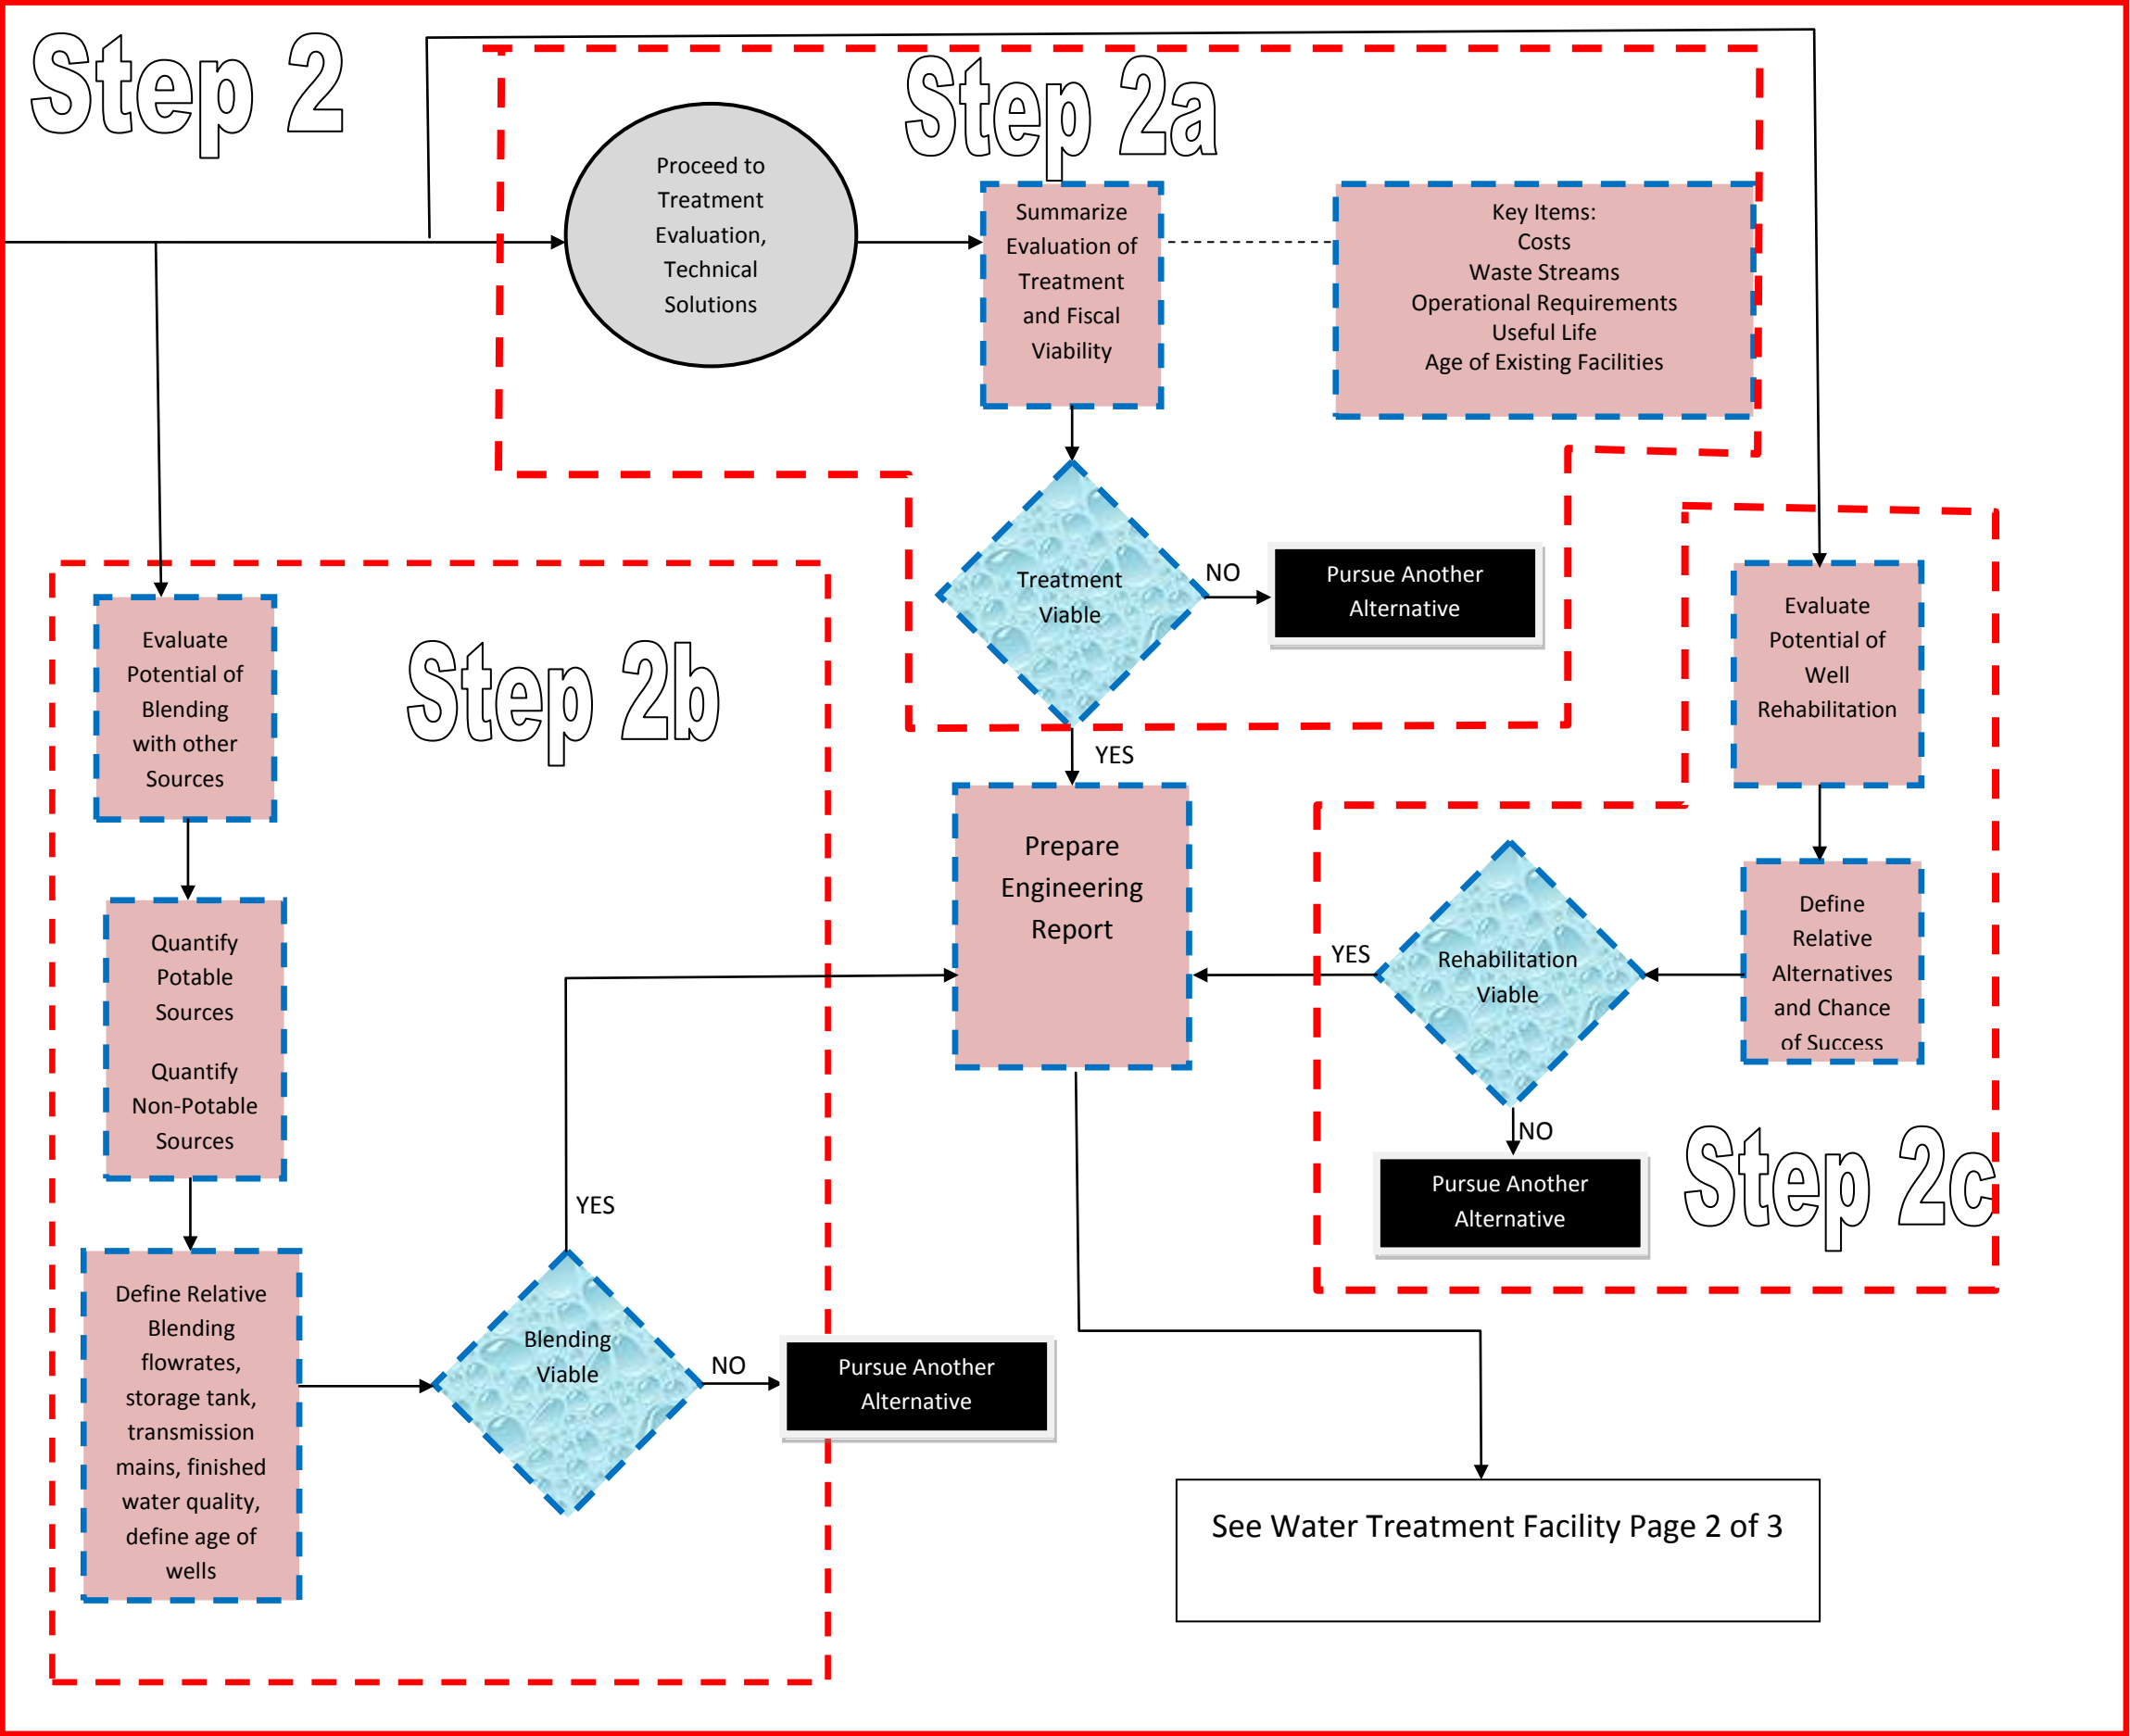 Step 2
Step 2a
Proceed to
Treatment
Evaluation,
Technical
Solutions
Summarize
Evaluation of
Treatment
and Fiscal
Viability
Key Items:
Costs
Waste Streams
Operational Requirements
Useful Life
Age of Existing Facilities
Treatment
Viable
NO
Pursue Another
Alternative
YES
Step 2b
Evaluate
Potential of
Blending
with other
Sources
Quantify
Potable
Sources
Quantify
Non-Potable
Sources
Define Relative
Blending
flowrates,
storage tank,
transmission
mains, finished
water quality,
define age of
wells
Blending
Viable
YES
NO
Pursue Another
Alternative
Prepare
Engineering
Report
Evaluate
Potential of
Well
Rehabilitation
Define
Relative
Alternatives
and Chance
of Success
Rehabilitation
Viable
YES
NO
Pursue Another
Alternative
Step 2c
See Water Treatment Facility Page 2 of 3